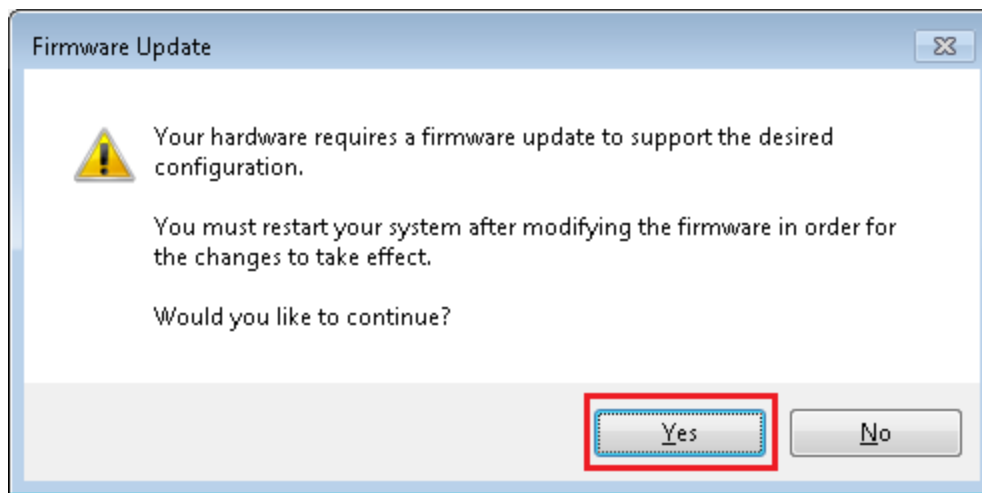 Firmware Update
Your hardware requires a firmware update to support the desired
configuration.
You must restart your system after modifying the firmware in order for
the changes to take effect.
Would you like to continue?
Yes
No